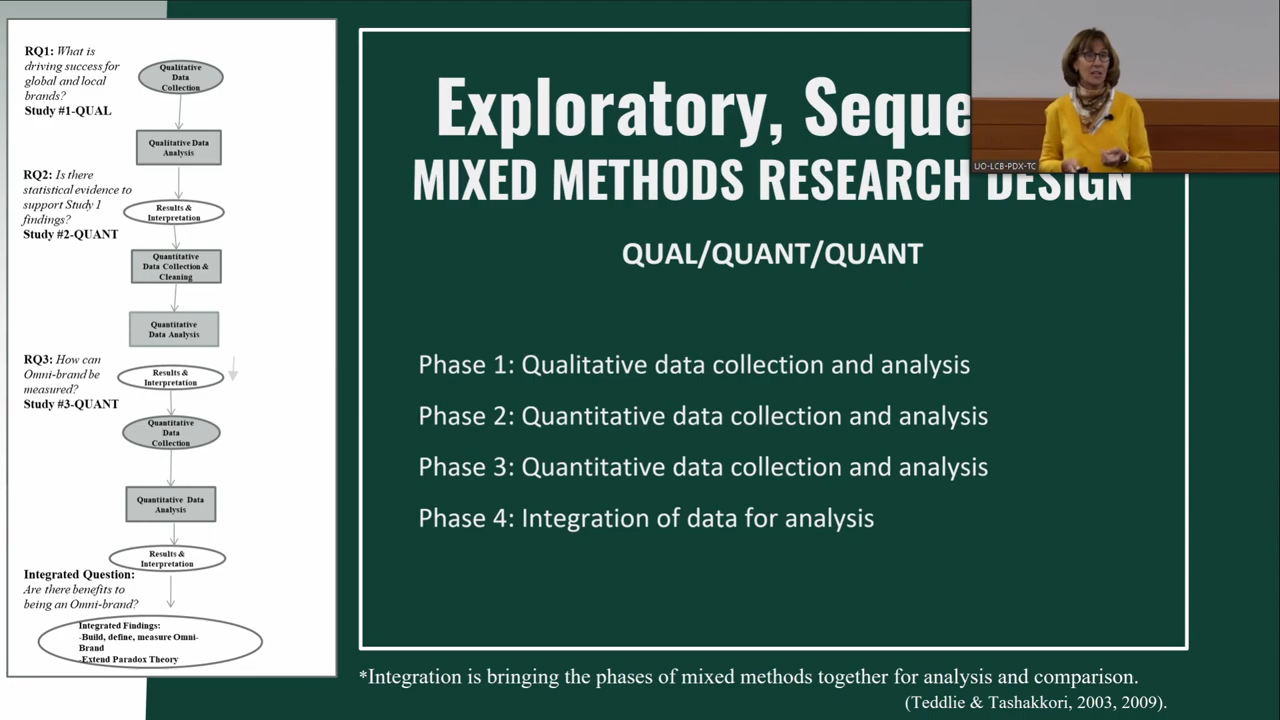 RQ1: What is
driving success for
global and local
brands?
Study #1-QUAL
Qualitative
Data
Collection
Qualitative Data
Analysis
RQ2: Is there
statistical evidence to
support Study 1
findings?
Study #2-QUANT
Results &
Interpretation
Quantitative
Data Collection &
Cleaning
Quantitative
Data Analysis
RQ3: How can
Omni-brand be
measured?
Study #3-QUANT
Results &
Interpretation
Quantitative
Data
Collection
Quantitative Data
Analysis
Results &
Interpretation
Integrated Question:
Are there benefits to
being an Omni-brand?
Integrated Findings:
-Build, define, measure Omni-
Brand
-Extend Paradox Theory
Exploratory, Seque
MIXED METHODS RESEARCH DESIGN
QUAL/QUANT/QUANT
Phase 1: Qualitative data collection and analysis
Phase 2: Quantitative data collection and analysis
Phase 3: Quantitative data collection and analysis
Phase 4: Integration of data for analysis
*Integration is bringing the phases of mixed methods together for analysis and comparison.
(Teddlie & Tashakkori, 2003, 2009).
UO-LCB-PDX-TC